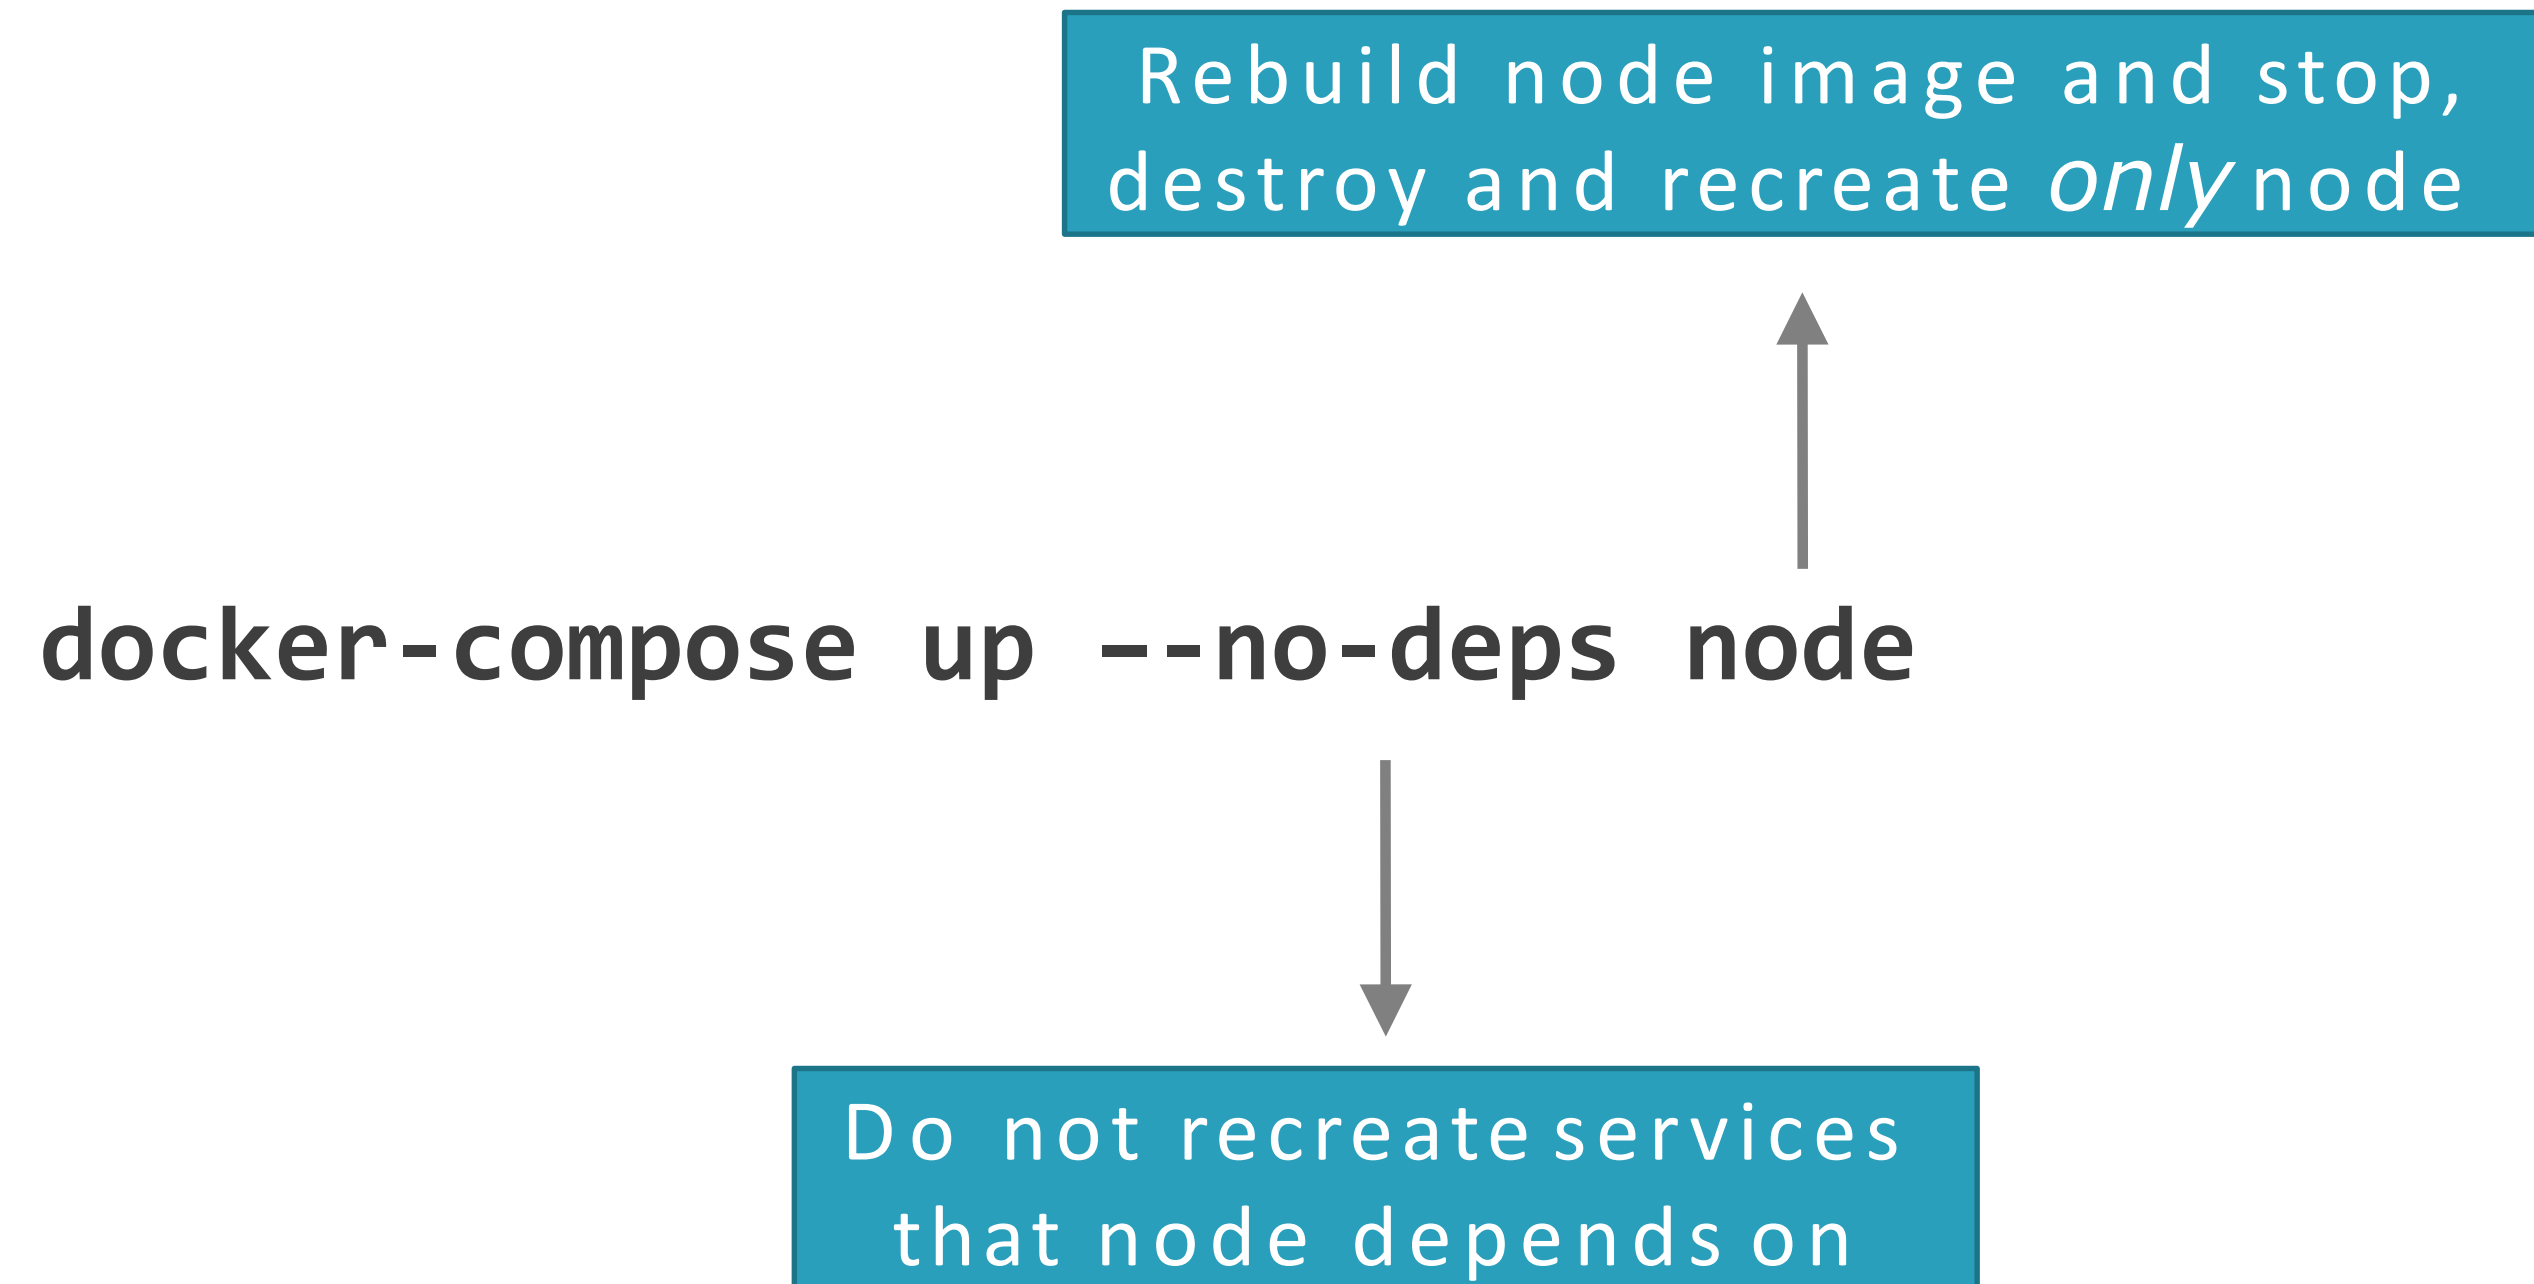 Rebuild node image and stop,
destroy and recreate only node
docker-compose up –-no-deps node
Do not recreate services
that node depends on